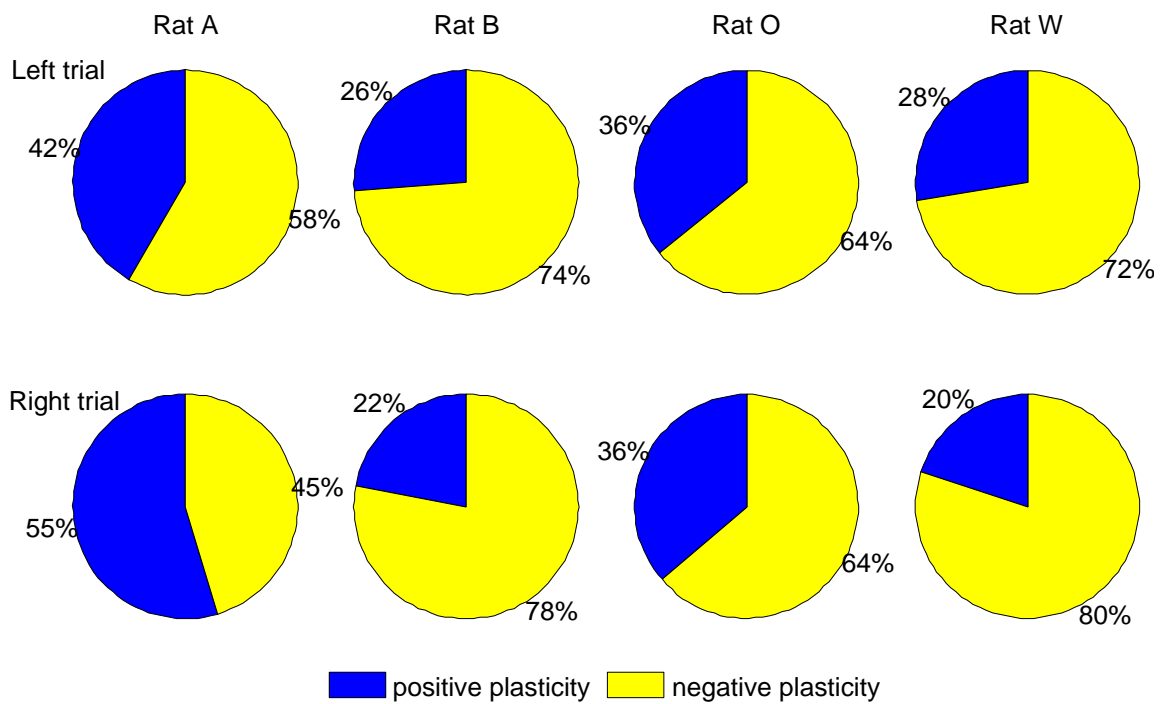 Rat A
Rat B
Rat O
Rat W
Left trial
42%
58%
26%
74%
36%
64%
28%
72%
Right trial
55%
45%
22%
78%
36%
64%
20%
80%
positive plasticity
negative plasticity